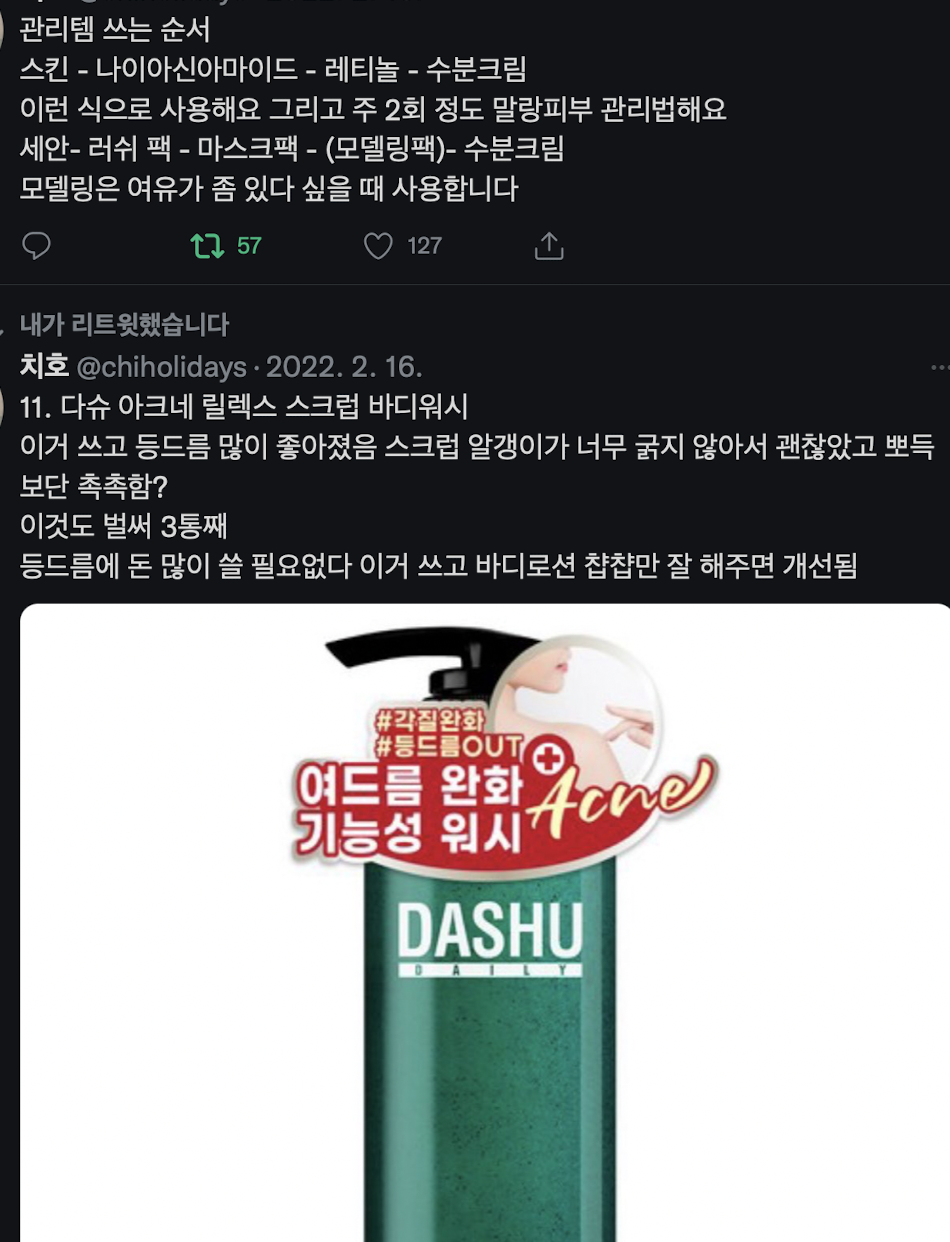 관리템 쓰는 순서
스킨 - 나이아신아마이드 - 레티놀 - 수분크림
이런 식으로 사용해요 그리고 주 2회 정도 말랑피부 관리법해요
세안- 러쉬 팩 - 마스크팩 - (모델링팩)- 수분크림
모델링은 여유가 좀 있다 싶을 때 사용합니다
57 127
내가 리트윗했습니다
치호 @chiholidays · 2022. 2. 16.
11. 다슈 아크네 릴렉스 스크럽 바디워시
이거 쓰고 등드름 많이 좋아졌음 스크럽 알갱이가 너무 굵지 않아서 괜찮았고 뽀득
보단 촉촉함?
이것도 벌써 3통째
등드름에 돈 많이 쓸 필요없다 이거 쓰고 바디로션 챱챱만 잘 해주면 개선됨
#각질완화
#등드름OUT
여드름 완화
기능성 워시
Acne
DASHU
DAILY